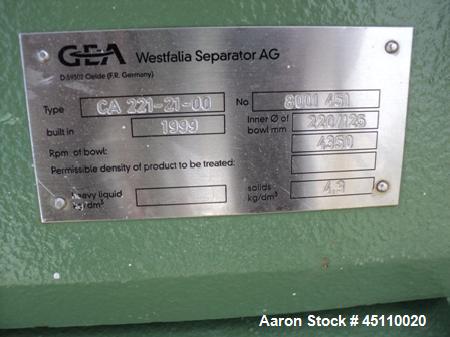 GEA Westfalia Separator AG
D-59302 Oelde (F.R. Germany)
Type CA 221-21-00 No 8001 451
built in 1999 Inner Ø of bowl mm 220/125
Rpm of bowl: 4350
Permissible density of product to be treated:
heavy liquid kg/dm³ solids kg/dm³ 4.3
Aaron Stock # 45110020